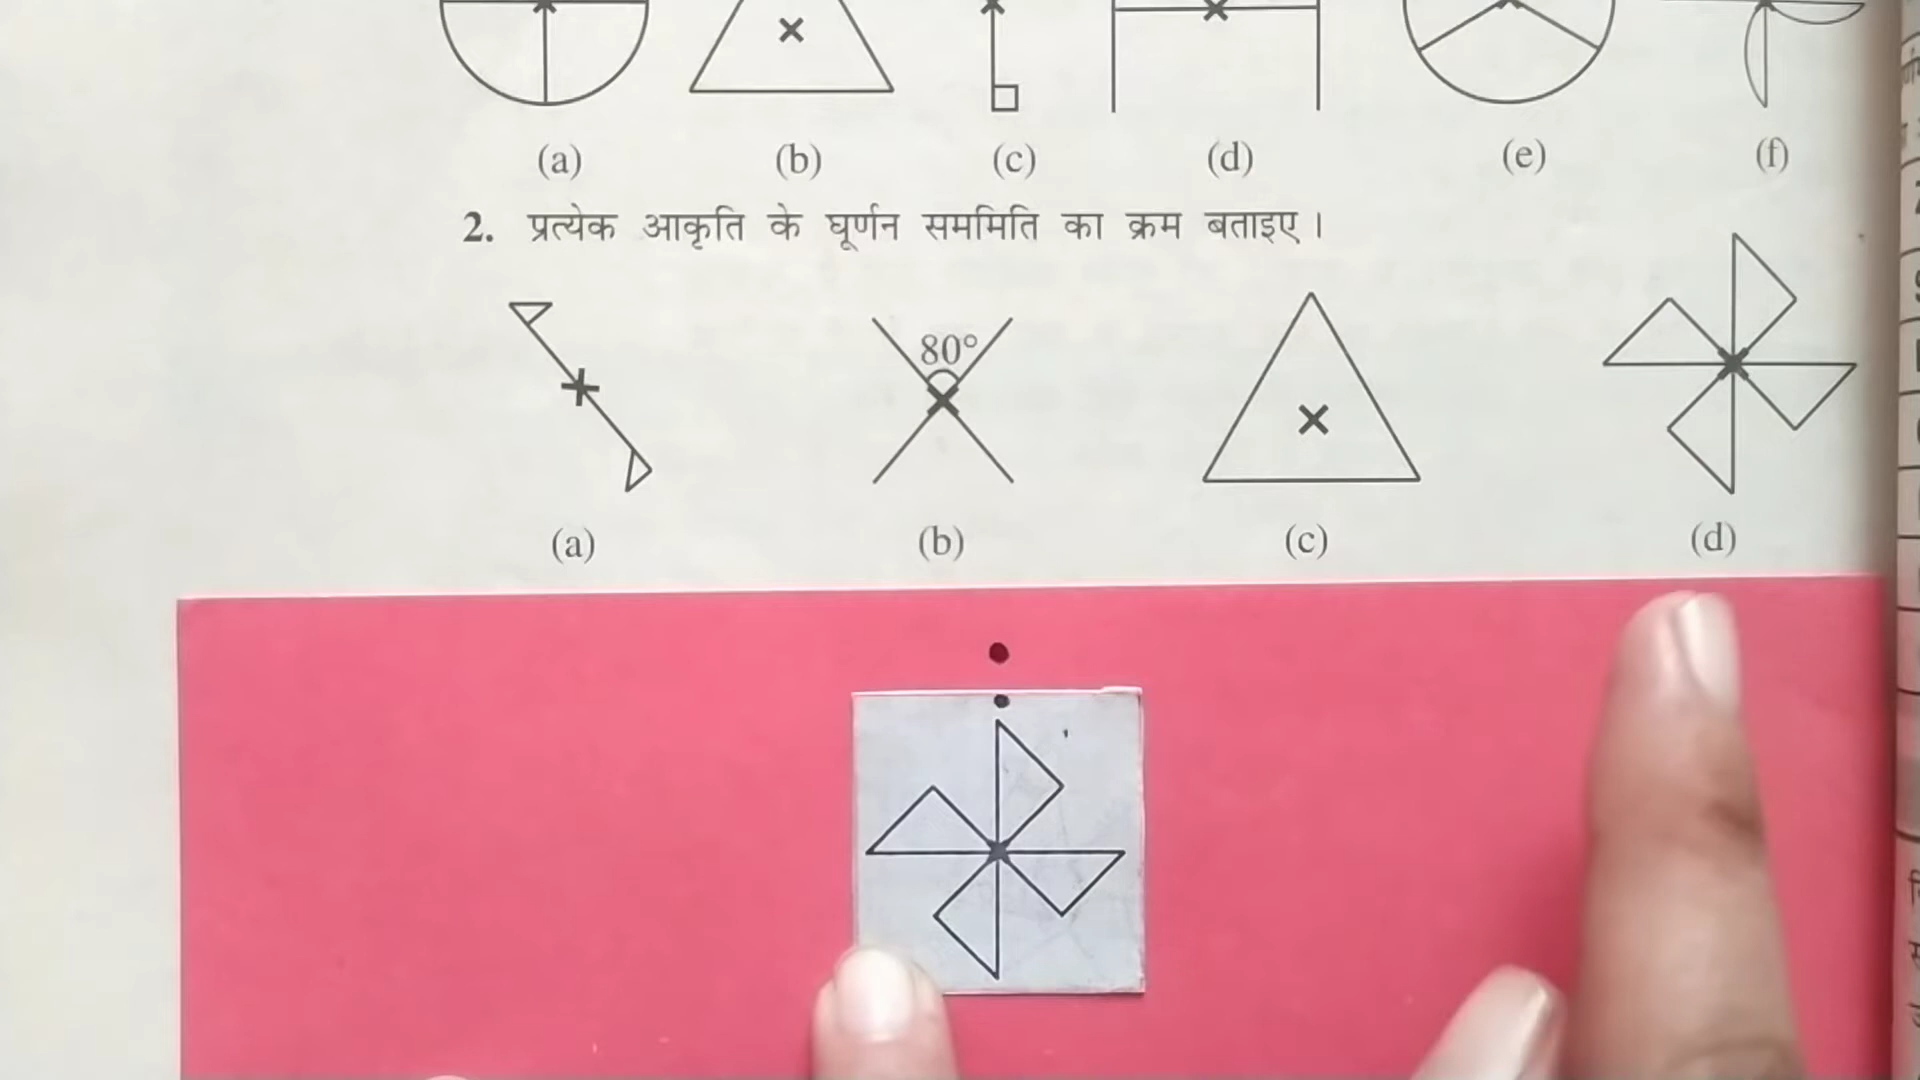 (a) (b) (c) (d) (e) (f)
2. प्रत्येक आकृति के घूर्णन सममिति का क्रम बताइए।
80°
(a) (b) (c) (d)